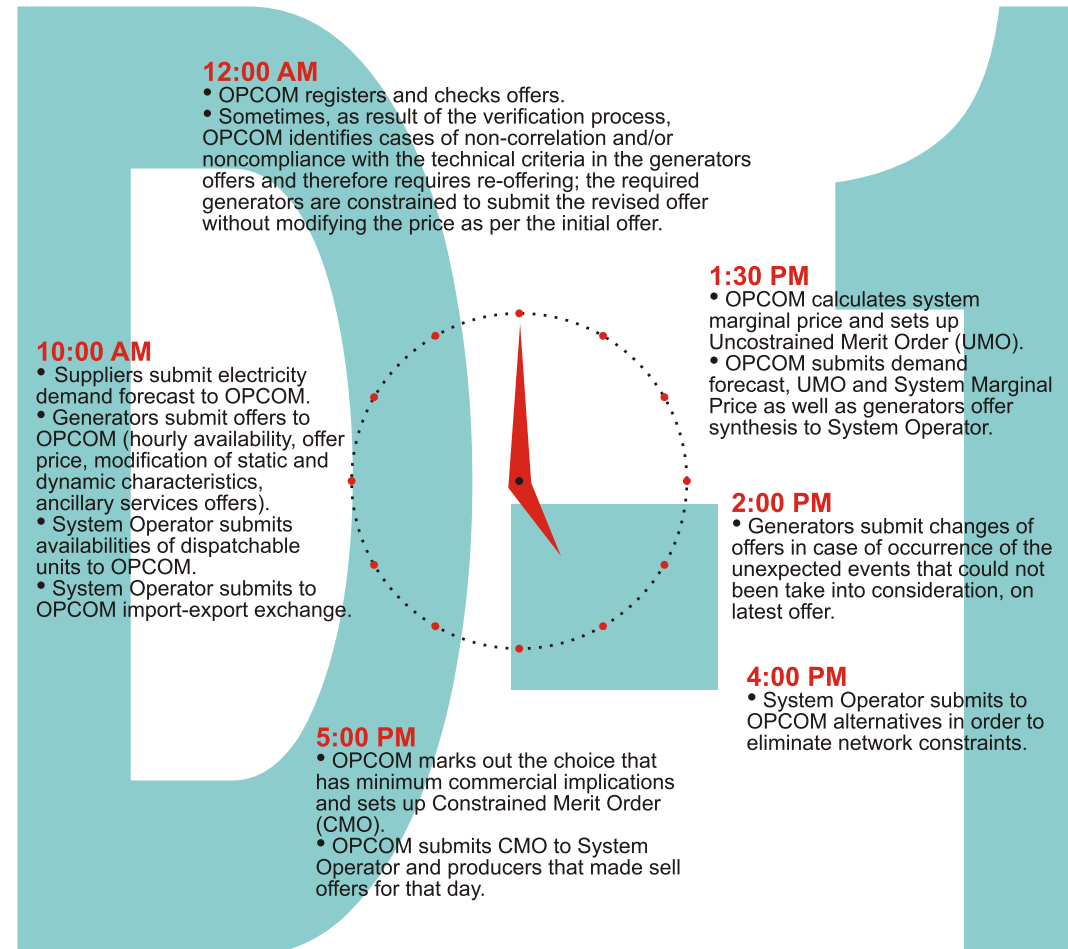 D-1
12:00 AM
• OPCOM registers and checks offers.
• Sometimes, as result of the verification process,
OPCOM identifies cases of non-correlation and/or
noncompliance with the technical criteria in the generators
offers and therefore requires re-offering; the required
generators are constrained to submit the revised offer
without modifying the price as per the initial offer.
1:30 PM
• OPCOM calculates system
marginal price and sets up
Uncostrained Merit Order (UMO).
• OPCOM submits demand
forecast, UMO and System Marginal
Price as well as generators offer
synthesis to System Operator.
10:00 AM
• Suppliers submit electricity
demand forecast to OPCOM.
• Generators submit offers to
OPCOM (hourly availability, offer
price, modification of static and
dynamic characteristics,
ancillary services offers).
• System Operator submits
availabilities of dispatchable
units to OPCOM.
• System Operator submits to
OPCOM import-export exchange.
2:00 PM
• Generators submit changes of
offers in case of occurrence of the
unexpected events that could not
been take into consideration, on
latest offer.
4:00 PM
• System Operator submits to
OPCOM alternatives in order to
eliminate network constraints.
5:00 PM
• OPCOM marks out the choice that
has minimum commercial implications
and sets up Constrained Merit Order
(CMO).
• OPCOM submits CMO to System
Operator and producers that made sell
offers for that day.